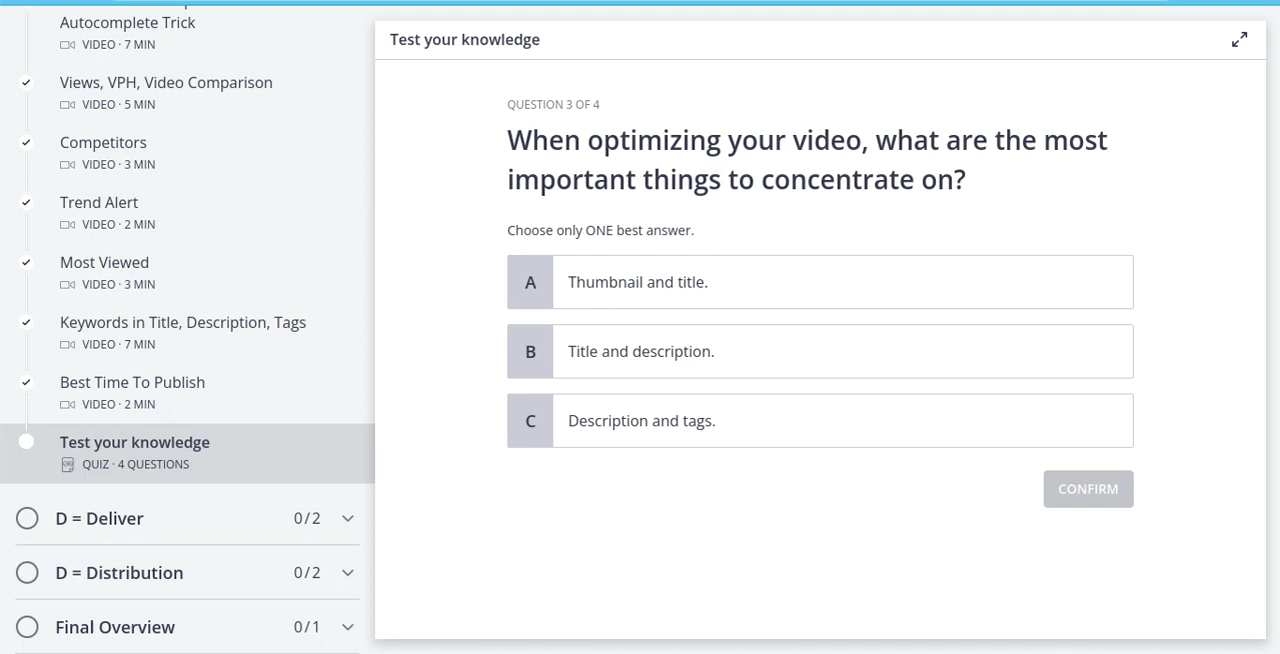 Autocomplete Trick
VIDEO · 7 MIN
Views, VPH, Video Comparison
VIDEO · 5 MIN
Competitors
VIDEO · 3 MIN
Trend Alert
VIDEO · 2 MIN
Most Viewed
VIDEO · 3 MIN
Keywords in Title, Description, Tags
VIDEO · 7 MIN
Best Time To Publish
VIDEO · 2 MIN
Test your knowledge
QUIZ · 4 QUESTIONS
D = Deliver 0/2
D = Distribution 0/2
Final Overview 0/1
Test your knowledge
QUESTION 3 OF 4
When optimizing your video, what are the most
important things to concentrate on?
Choose only ONE best answer.
A Thumbnail and title.
B Title and description.
C Description and tags.
CONFIRM